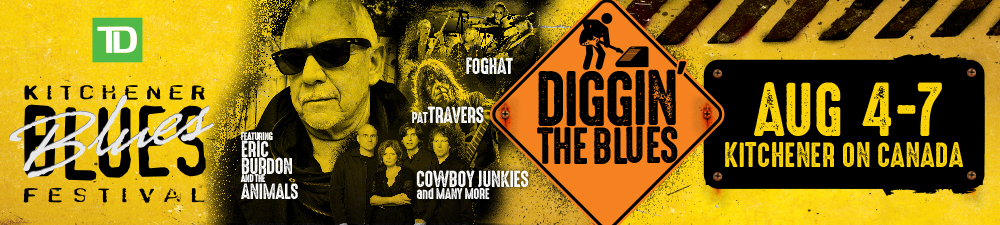 TD
KITCHENER
BLUES
Blues
FESTIVAL
FEATURING
ERIC
BURDON
AND THE
ANIMALS
FOGHAT
PAT TRAVERS
COWBOY JUNKIES
and MANY MORE
DIGGIN'
THE BLUES
AUG 4-7
KITCHENER ON CANADA